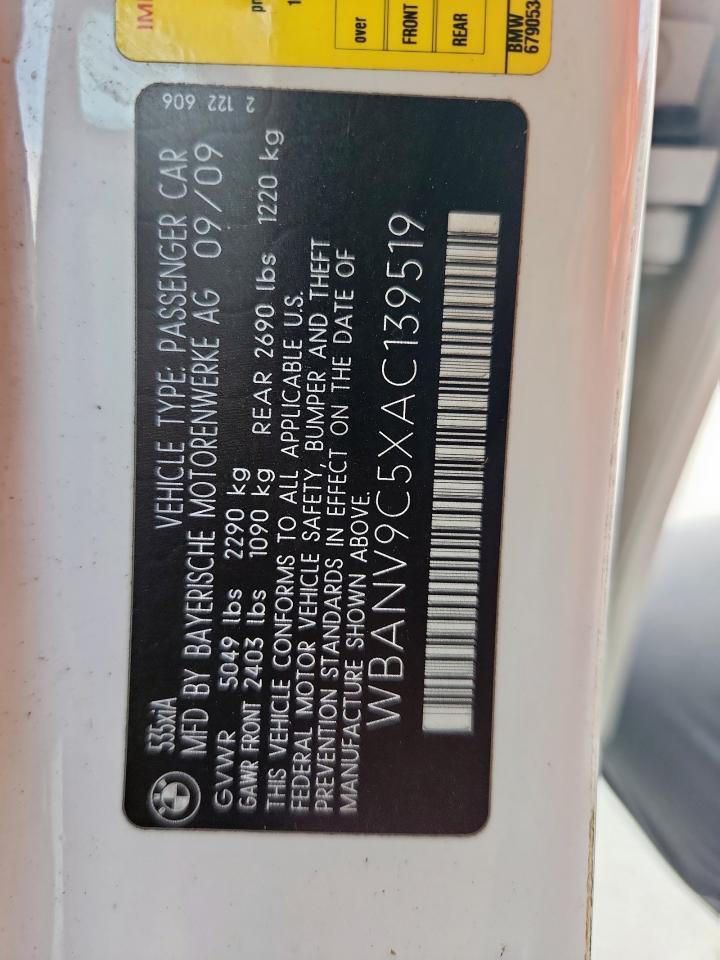 IMP
over
FRONT
REAR
BMW
679053
2 122 606
535xiA VEHICLE TYPE: PASSENGER CAR
MFD BY BAYERISCHE MOTORENWERKE AG 09/09
GVWR 5049 lbs 2290 kg
GAWR FRONT 2403 lbs 1090 kg REAR 2690 lbs 1220 kg
THIS VEHICLE CONFORMS TO ALL APPLICABLE U.S.
FEDERAL MOTOR VEHICLE SAFETY, BUMPER AND THEFT
PREVENTION STANDARDS IN EFFECT ON THE DATE OF
MANUFACTURE SHOWN ABOVE.
WBANV9C5XAC139519